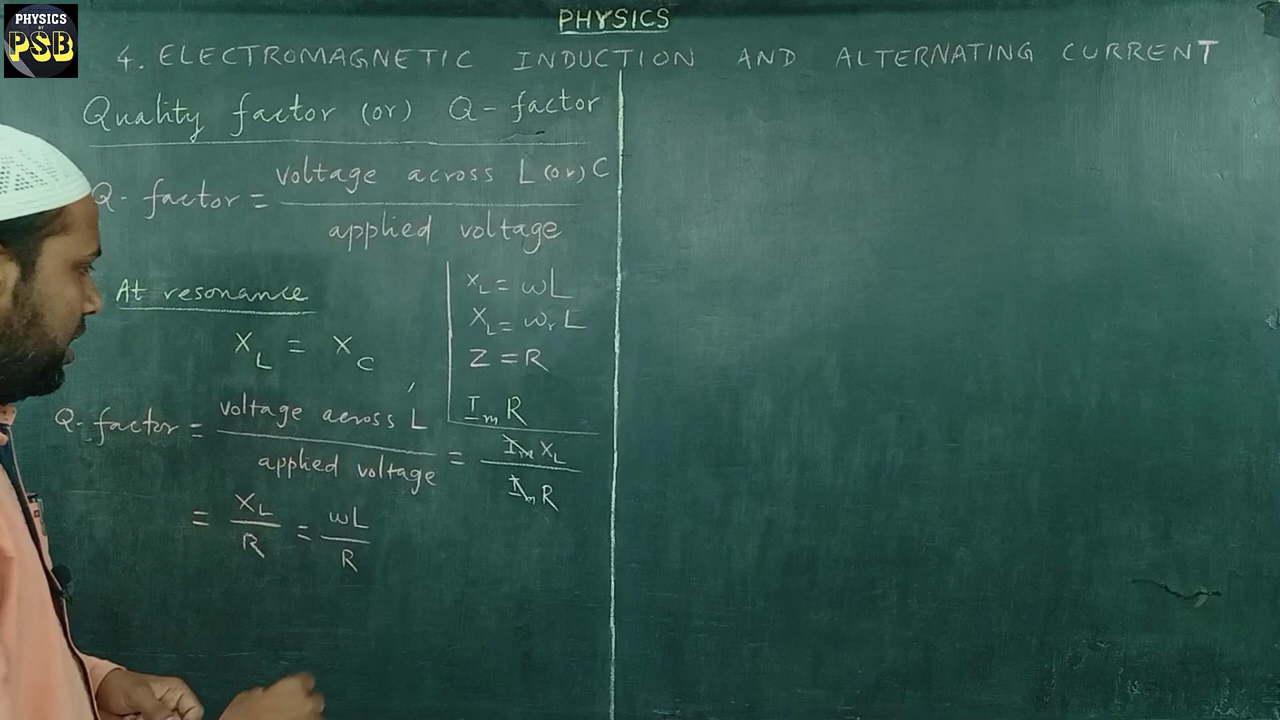 PHYSICS
BY
PSB
PHYSICS
4. ELECTROMAGNETIC INDUCTION AND ALTERNATING CURRENT
Quality factor (or) Q - factor
Q - factor = voltage across L (or) C
applied voltage
At resonance
X_L = X_C
X_L = ωL
X_L = ω_r L
Z = R
I_m R
Q - factor = voltage across L / applied voltage = I_m X_L / I_m R
= X_L / R = ωL / R